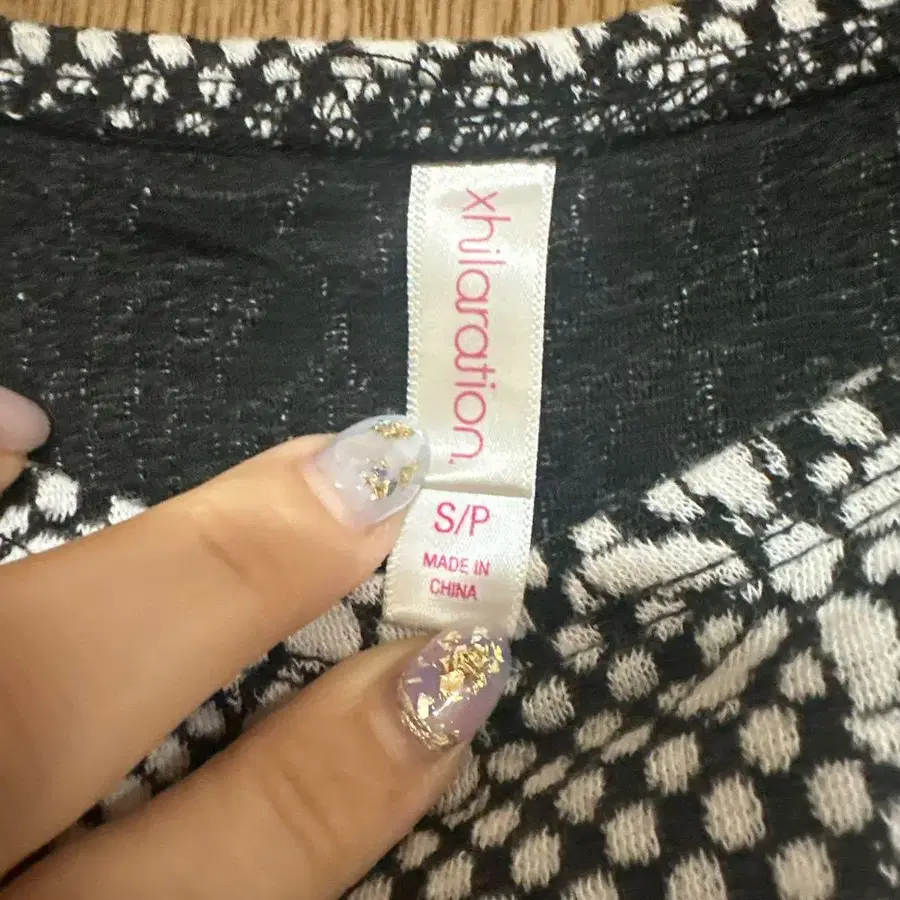 xhilaration.
S/P
MADE IN
CHINA